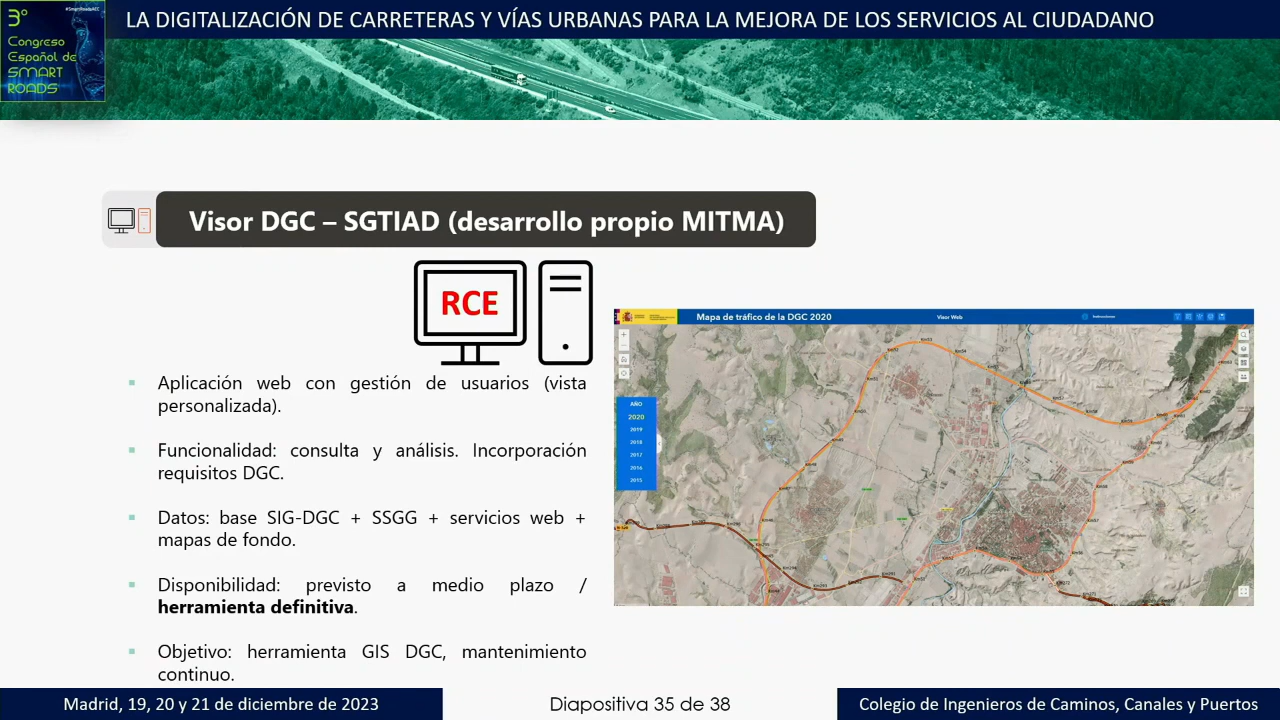 3º
#SmartRoadsAEC
Congreso
Español de
SMART
ROADS
LA DIGITALIZACIÓN DE CARRETERAS Y VÍAS URBANAS PARA LA MEJORA DE LOS SERVICIOS AL CIUDADANO
Visor DGC – SGTIAD (desarrollo propio MITMA)
RCE
Aplicación web con gestión de usuarios (vista
personalizada).
Funcionalidad: consulta y análisis. Incorporación
requisitos DGC.
Datos: base SIG-DGC + SSGG + servicios web +
mapas de fondo.
Disponibilidad: previsto a medio plazo /
herramienta definitiva.
Objetivo: herramienta GIS DGC, mantenimiento
continuo.
Mapa de tráfico de la DGC 2020
Visor Web
AÑO
2020
2019
2018
2017
2016
2015
Madrid, 19, 20 y 21 de diciembre de 2023
Diapositiva 35 de 38
Colegio de Ingenieros de Caminos, Canales y Puertos